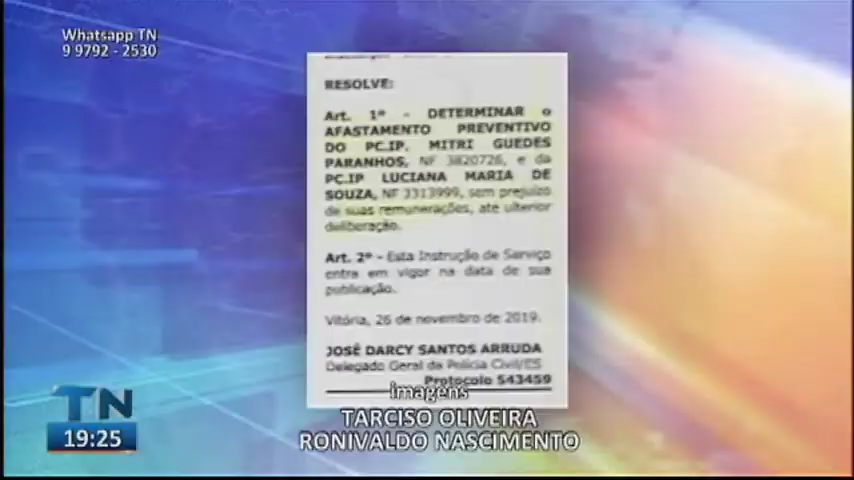 Whatsapp TN
9 9792 - 2530
RESOLVE:
Art. 1º - DETERMINAR o
AFASTAMENTO PREVENTIVO
DO PC.IP. MITRI GUEDES
PARANHOS, NF 3820726, e da
PC.IP LUCIANA MARIA DE
SOUZA, NF 3313999, sem prejuízo
de suas remunerações, ate ulterior
deliberação.
Art. 2º - Esta Instrução de Serviço
entra em vigor na data de sua
publicação.
Vitória, 26 de novembro de 2019.
JOSÉ DARCY SANTOS ARRUDA
Delegado Geral da Polícia Civil/ES
Protocolo 543459
imagens
TARCISO OLIVEIRA
RONIVALDO NASCIMENTO
TN
19:25